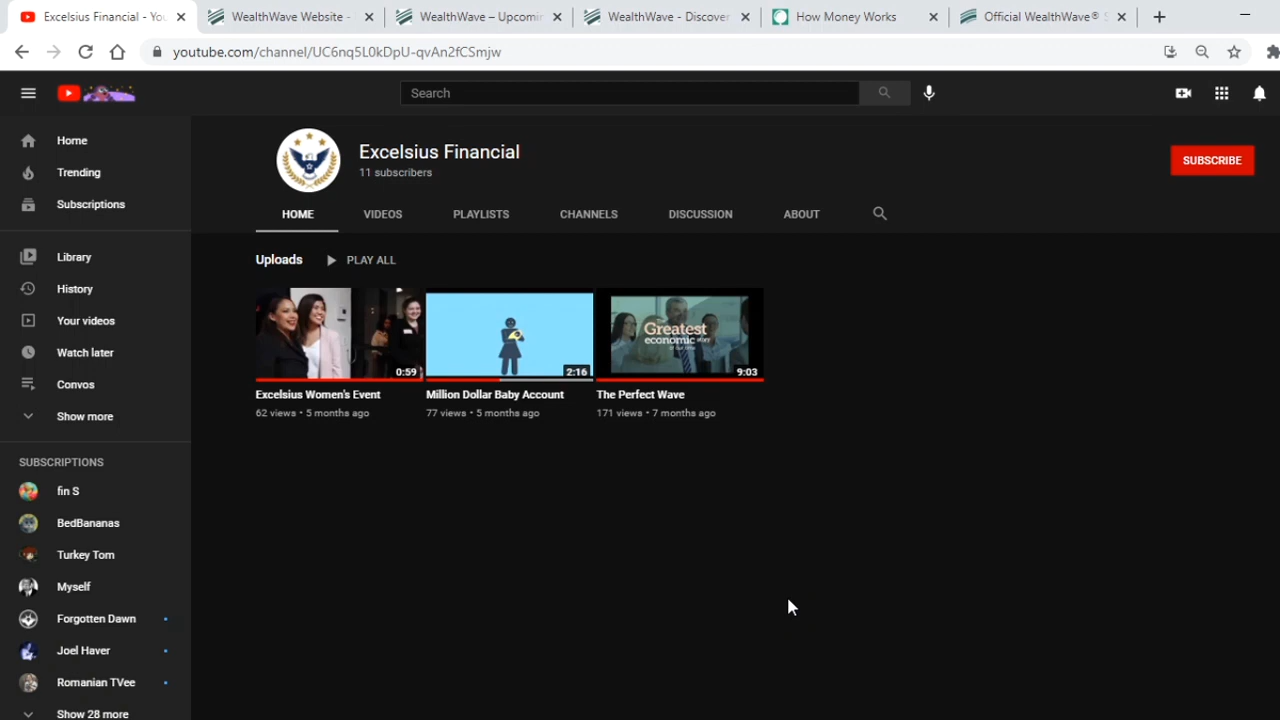 Excelsius Financial - You
WealthWave Website -
WealthWave – Upcomin
WealthWave - Discover
How Money Works
Official WealthWave® S
youtube.com/channel/UC6nq5L0kDpU-qvAn2fCSmjw
Search
Home
Trending
Subscriptions
Library
History
Your videos
Watch later
Convos
Show more
SUBSCRIPTIONS
fin S
BedBananas
Turkey Tom
Myself
Forgotten Dawn
Joel Haver
Romanian TVee
Show 28 more
Excelsius Financial
11 subscribers
SUBSCRIBE
HOME VIDEOS PLAYLISTS CHANNELS DISCUSSION ABOUT
Uploads PLAY ALL
0:59
Excelsius Women's Event
62 views • 5 months ago
2:16
Million Dollar Baby Account
77 views • 5 months ago
Greatest
economic
9:03
The Perfect Wave
171 views • 7 months ago